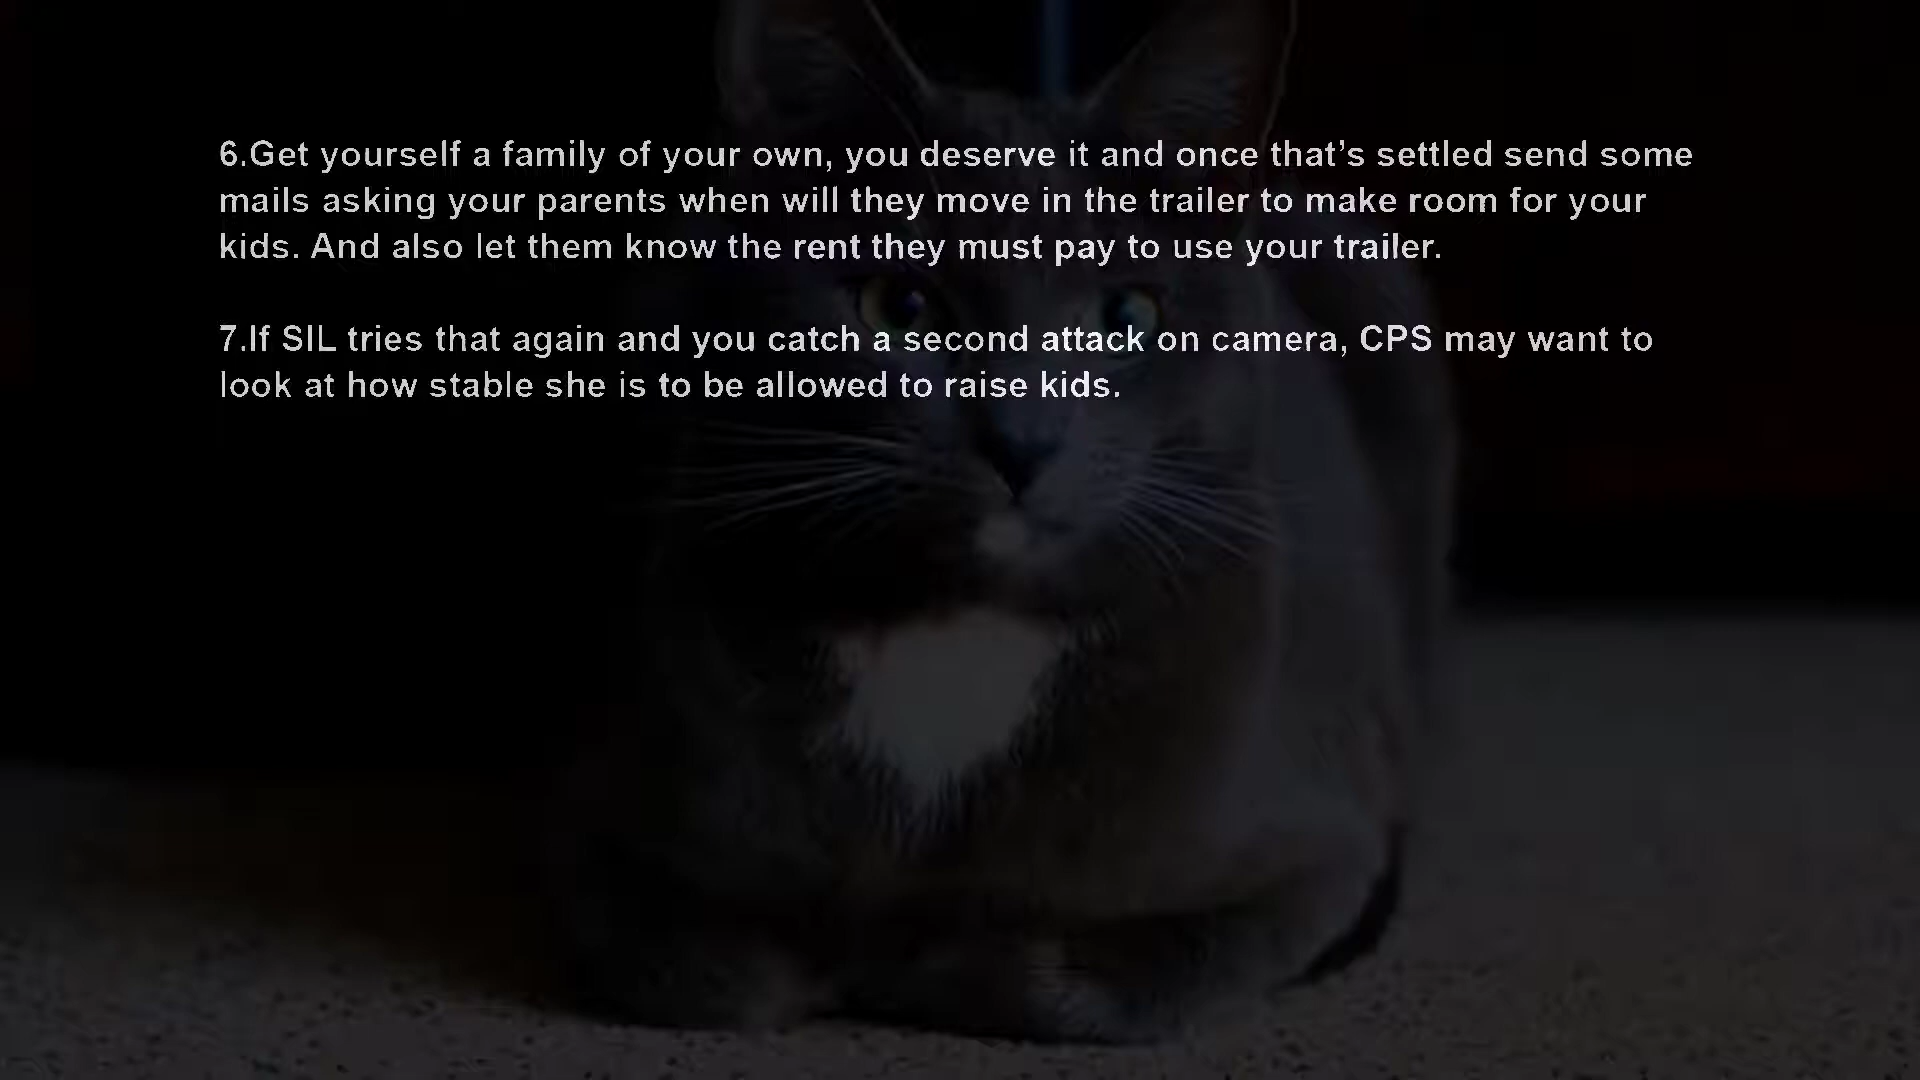 6.Get yourself a family of your own, you deserve it and once that’s settled send some
mails asking your parents when will they move in the trailer to make room for your
kids. And also let them know the rent they must pay to use your trailer.
7.If SIL tries that again and you catch a second attack on camera, CPS may want to
look at how stable she is to be allowed to raise kids.